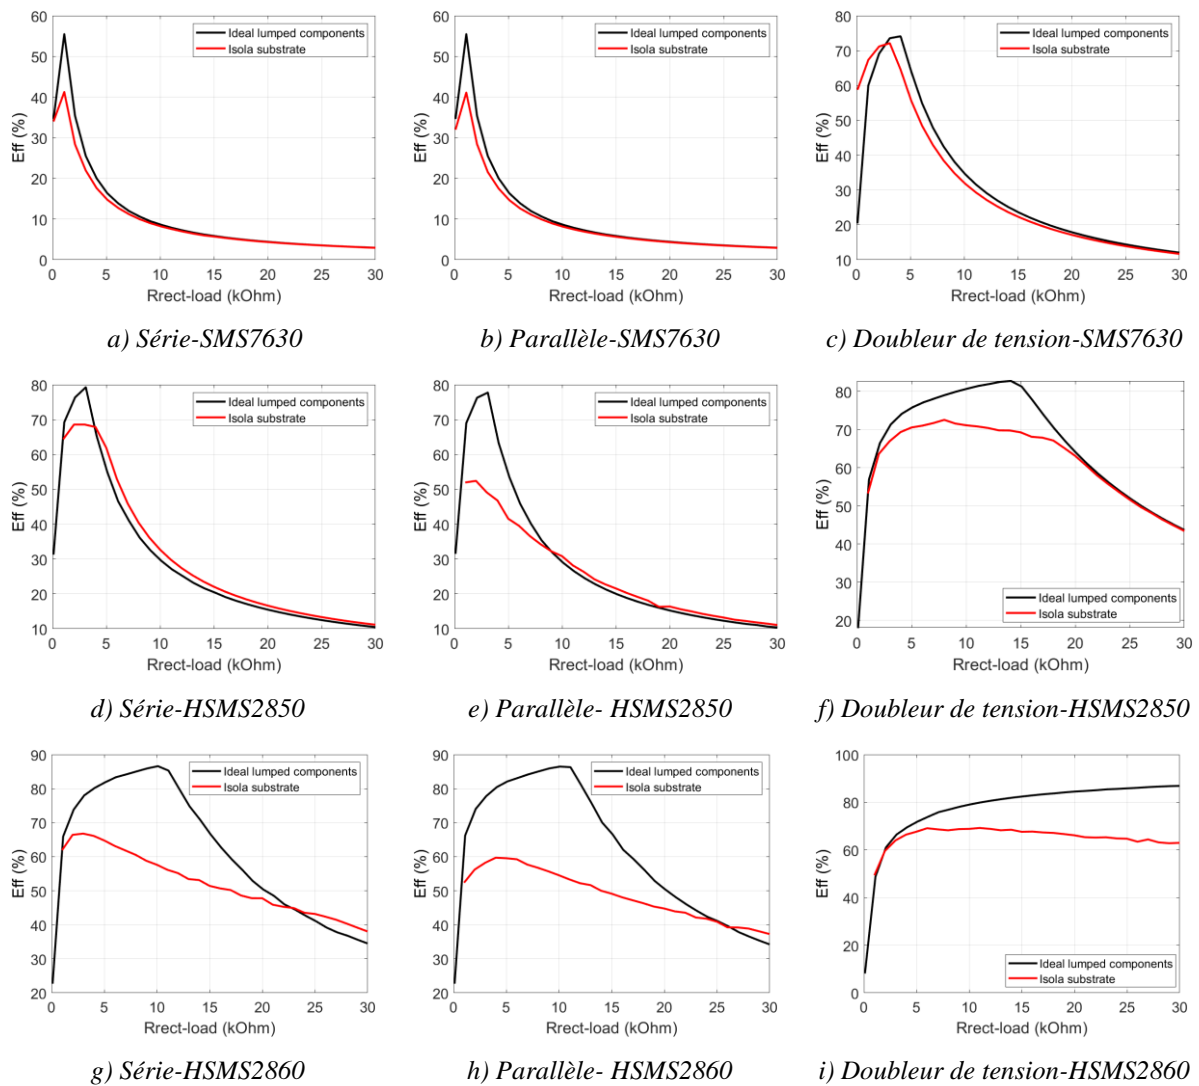 60
50
40
30
20
10
0
Eff (%)
Ideal lumped components
Isola substrate
0 5 10 15 20 25 30
Rrect-load (kOhm)
a) Série-SMS7630
60
50
40
30
20
10
0
Eff (%)
Ideal lumped components
Isola substrate
0 5 10 15 20 25 30
Rrect-load (kOhm)
b) Parallèle-SMS7630
80
70
60
50
40
30
20
10
Eff (%)
Ideal lumped components
Isola substrate
0 5 10 15 20 25 30
Rrect-load (kOhm)
c) Doubleur de tension-SMS7630
80
70
60
50
40
30
20
10
Eff (%)
Ideal lumped components
Isola substrate
0 5 10 15 20 25 30
Rrect-load (kOhm)
d) Série-HSMS2850
80
70
60
50
40
30
20
10
Eff (%)
Ideal lumped components
Isola substrate
0 5 10 15 20 25 30
Rrect-load (kOhm)
e) Parallèle- HSMS2850
80
70
60
50
40
30
20
Eff (%)
Ideal lumped components
Isola substrate
0 5 10 15 20 25 30
Rrect-load (kOhm)
f) Doubleur de tension-HSMS2850
90
80
70
60
50
40
30
20
Eff (%)
Ideal lumped components
Isola substrate
0 5 10 15 20 25 30
Rrect-load (kOhm)
g) Série-HSMS2860
90
80
70
60
50
40
30
20
Eff (%)
Ideal lumped components
Isola substrate
0 5 10 15 20 25 30
Rrect-load (kOhm)
h) Parallèle- HSMS2860
100
80
60
40
20
0
Eff (%)
Ideal lumped components
Isola substrate
0 5 10 15 20 25 30
Rrect-load (kOhm)
i) Doubleur de tension-HSMS2860